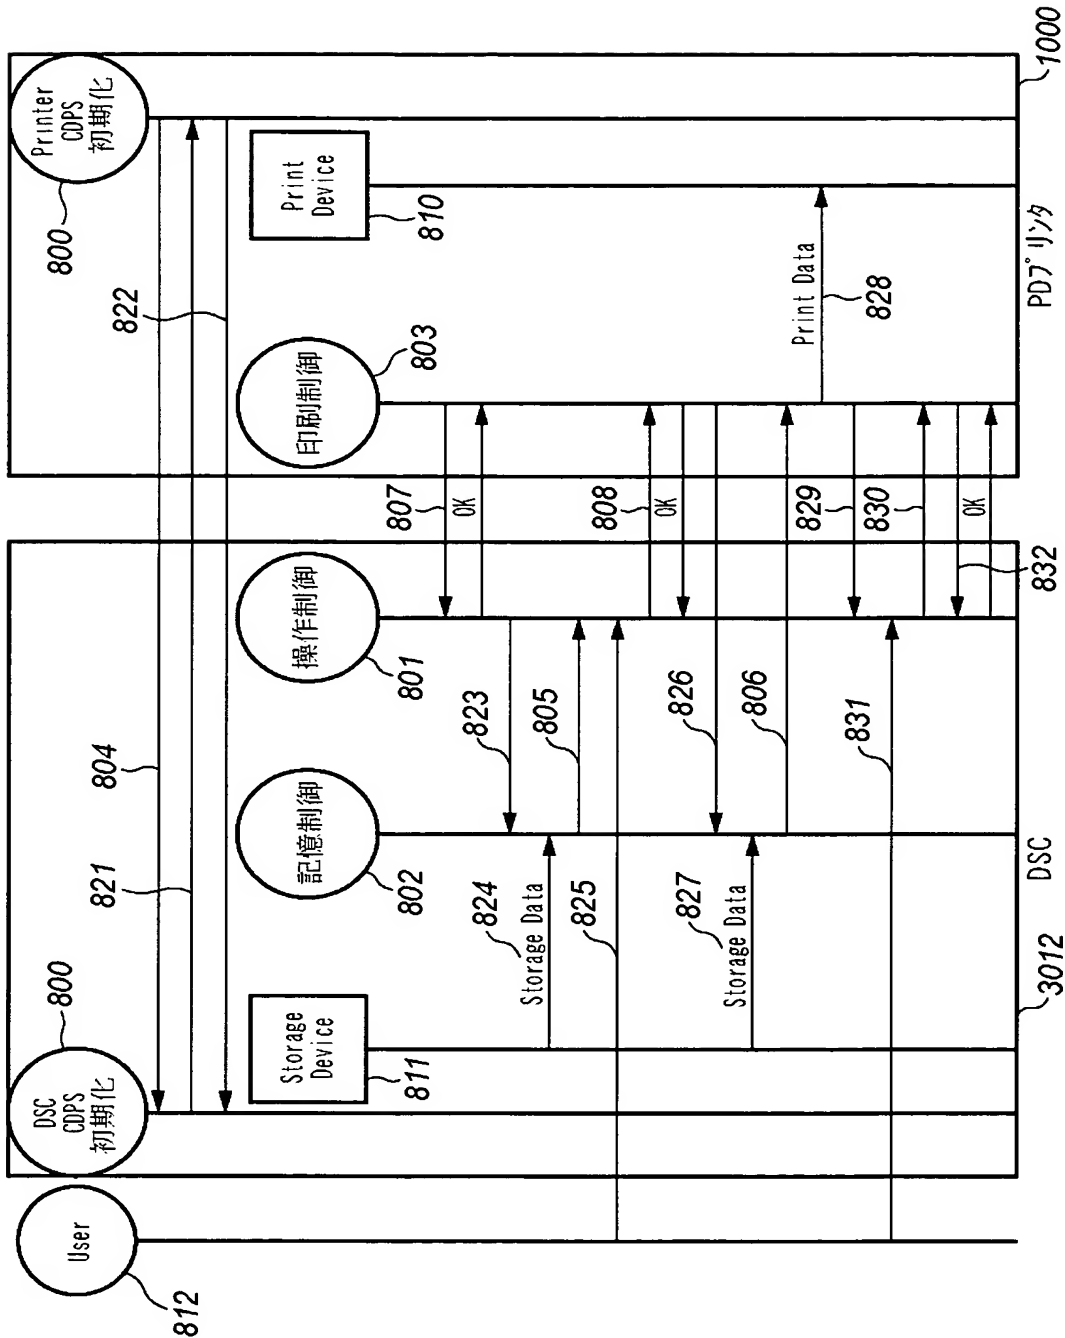 User
812
DSC
CDPS
初期化
800
Storage
Device
811
記憶制御
802
操作制御
801
印刷制御
803
Print
Device
810
Printer
CDPS
初期化
800
804
821
822
807
OK
823
824
Storage Data
805
825
808
OK
826
827
Storage Data
806
Print Data
828
829
831
830
832
OK
DSC
3012
PDプリンタ
1000